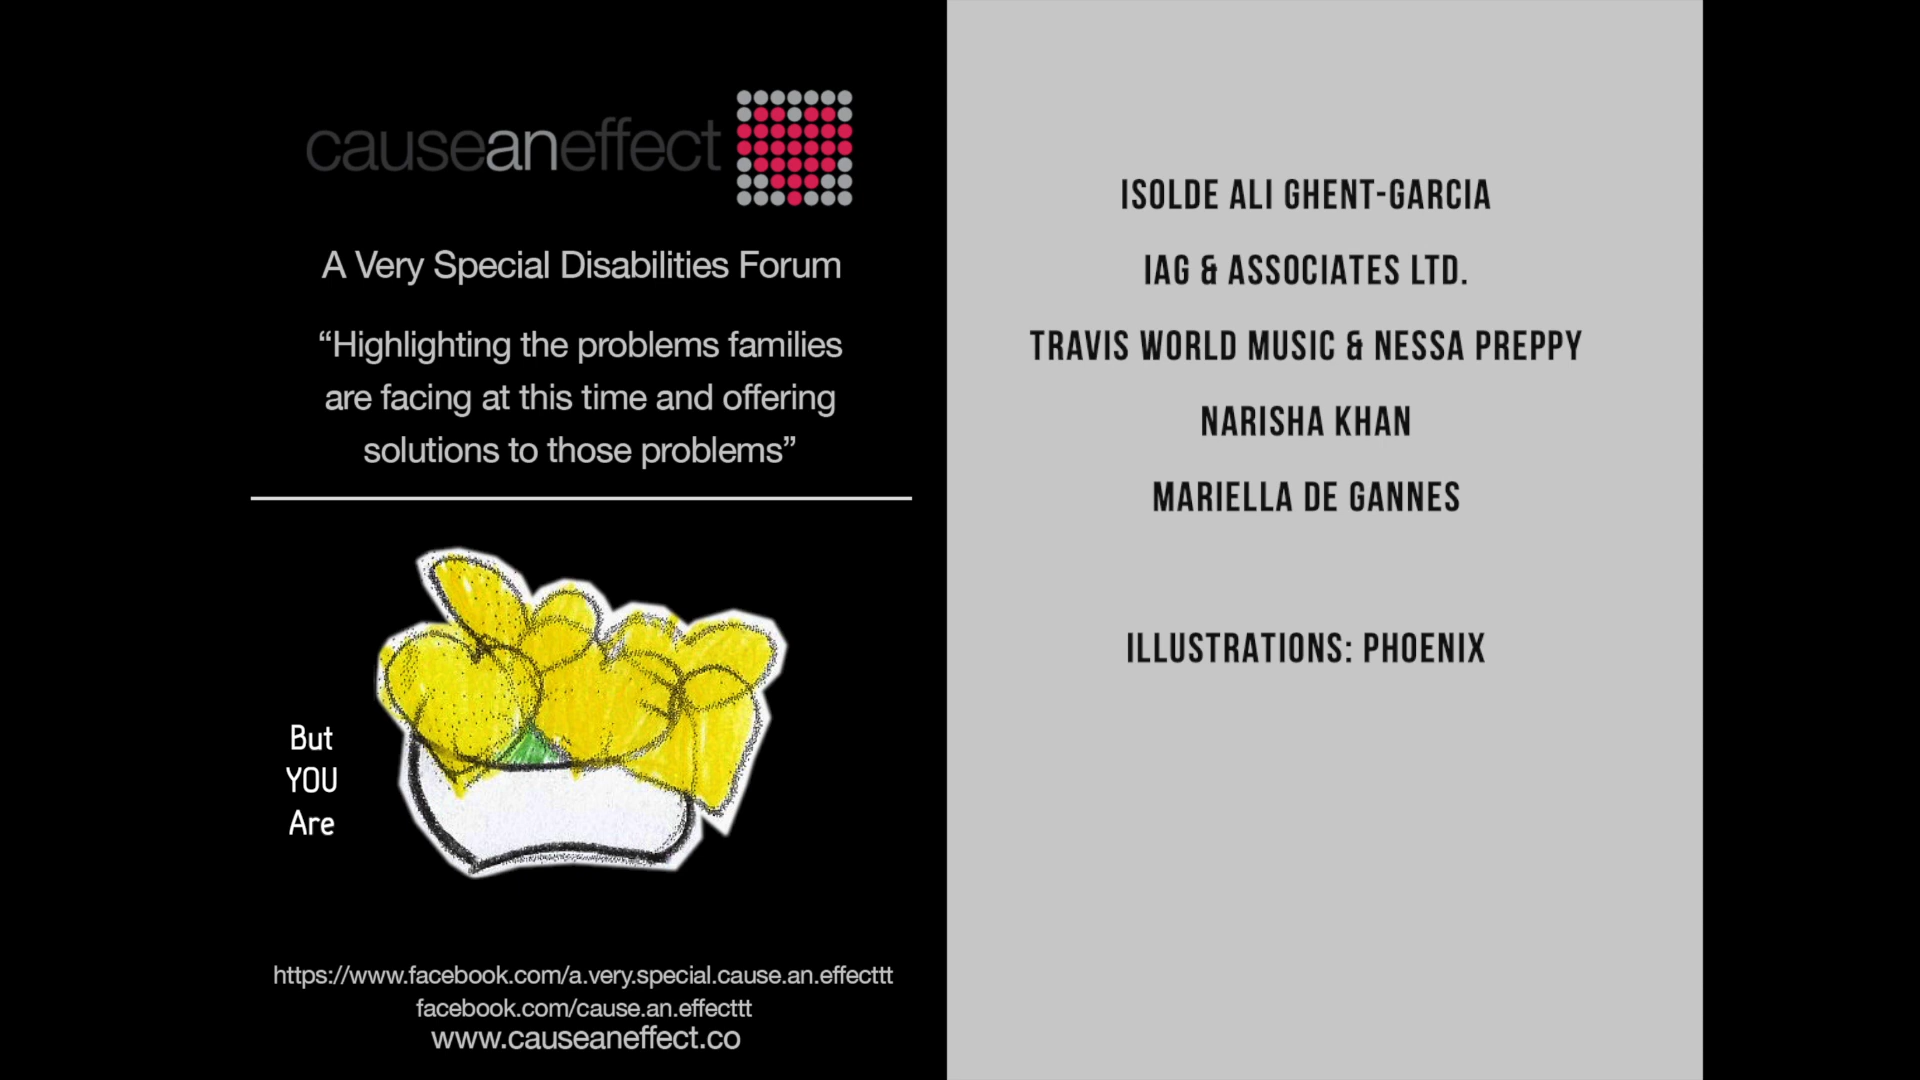 causeaneffect
A Very Special Disabilities Forum
“Highlighting the problems families
are facing at this time and offering
solutions to those problems”
But
YOU
Are
https://www.facebook.com/a.very.special.cause.an.effecttt
facebook.com/cause.an.effecttt
www.causeaneffect.co
ISOLDE ALI GHENT-GARCIA
IAG & ASSOCIATES LTD.
TRAVIS WORLD MUSIC & NESSA PREPPY
NARISHA KHAN
MARIELLA DE GANNES
ILLUSTRATIONS: PHOENIX